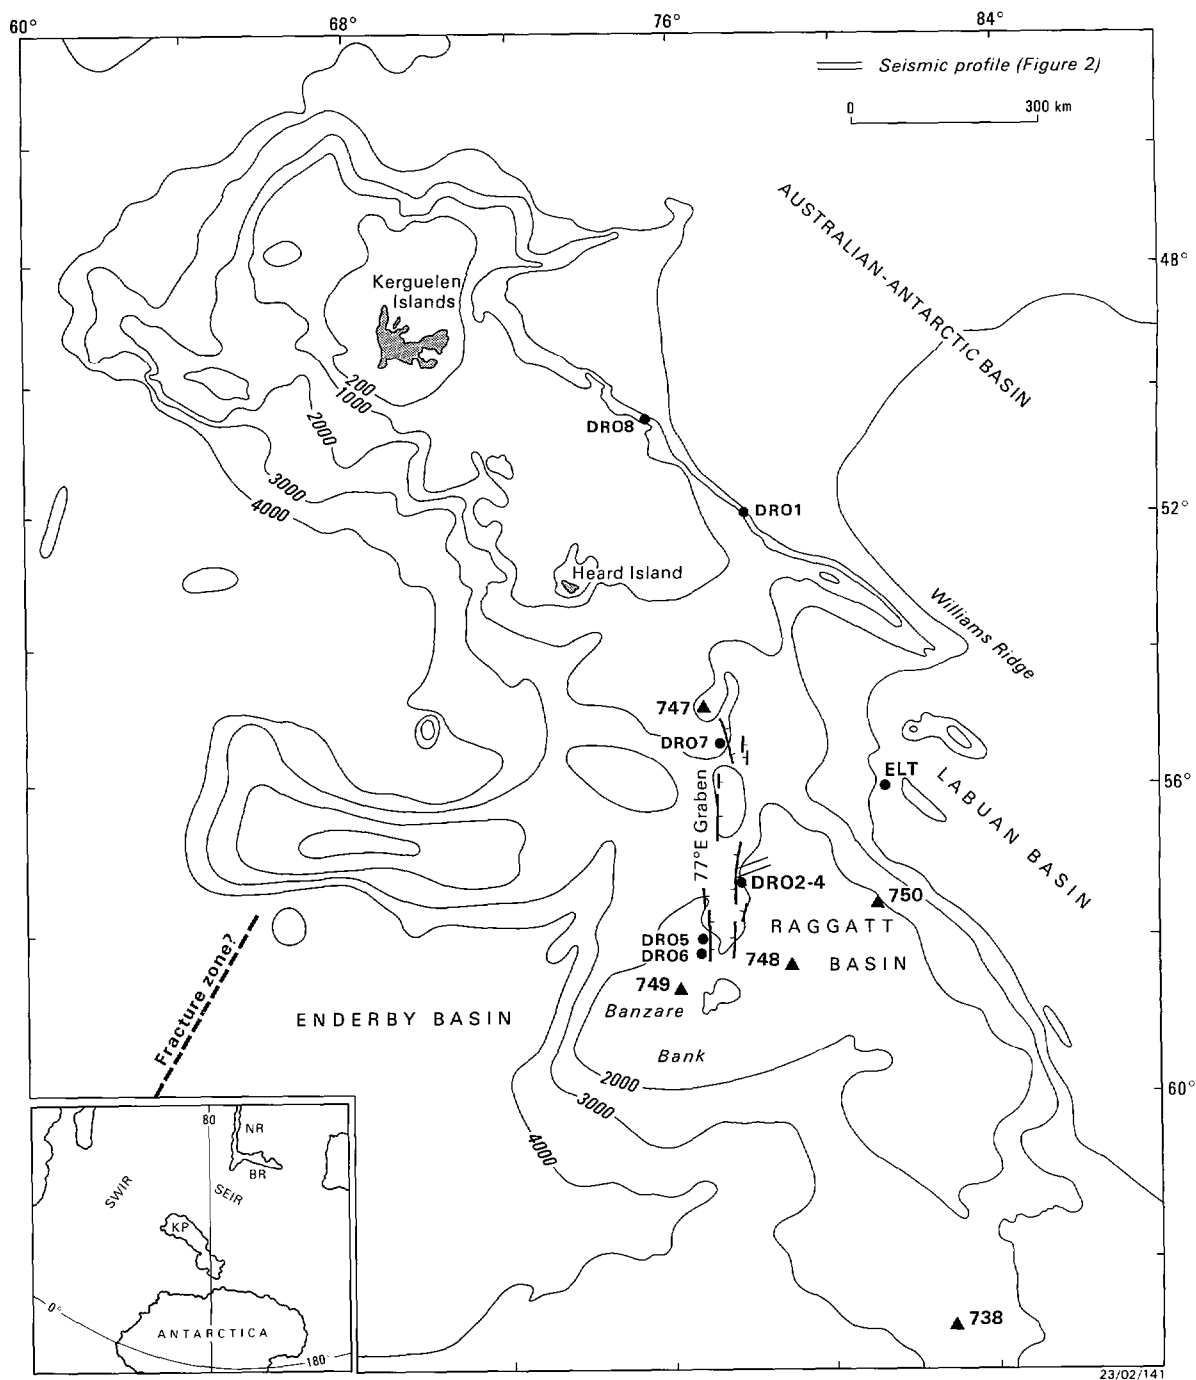 60°
68°
76°
84°
Seismic profile (Figure 2)
0
300 km
AUSTRALIAN-ANTARCTIC BASIN
48°
Kerguelen
Islands
200
1000
2000
3000
4000
DRO8
DRO1
52°
Heard Island
Williams Ridge
747
DRO7
ELT
56°
LABUAN BASIN
77°E Graben
DRO2-4
750
RAGGATT
BASIN
DRO5
DRO6
748
749
Banzare
Bank
Fracture zone?
ENDERBY BASIN
2000
3000
4000
60°
80
NR
BR
SWIR
SEIR
KP
0°
ANTARCTICA
180°
738
23/02/141